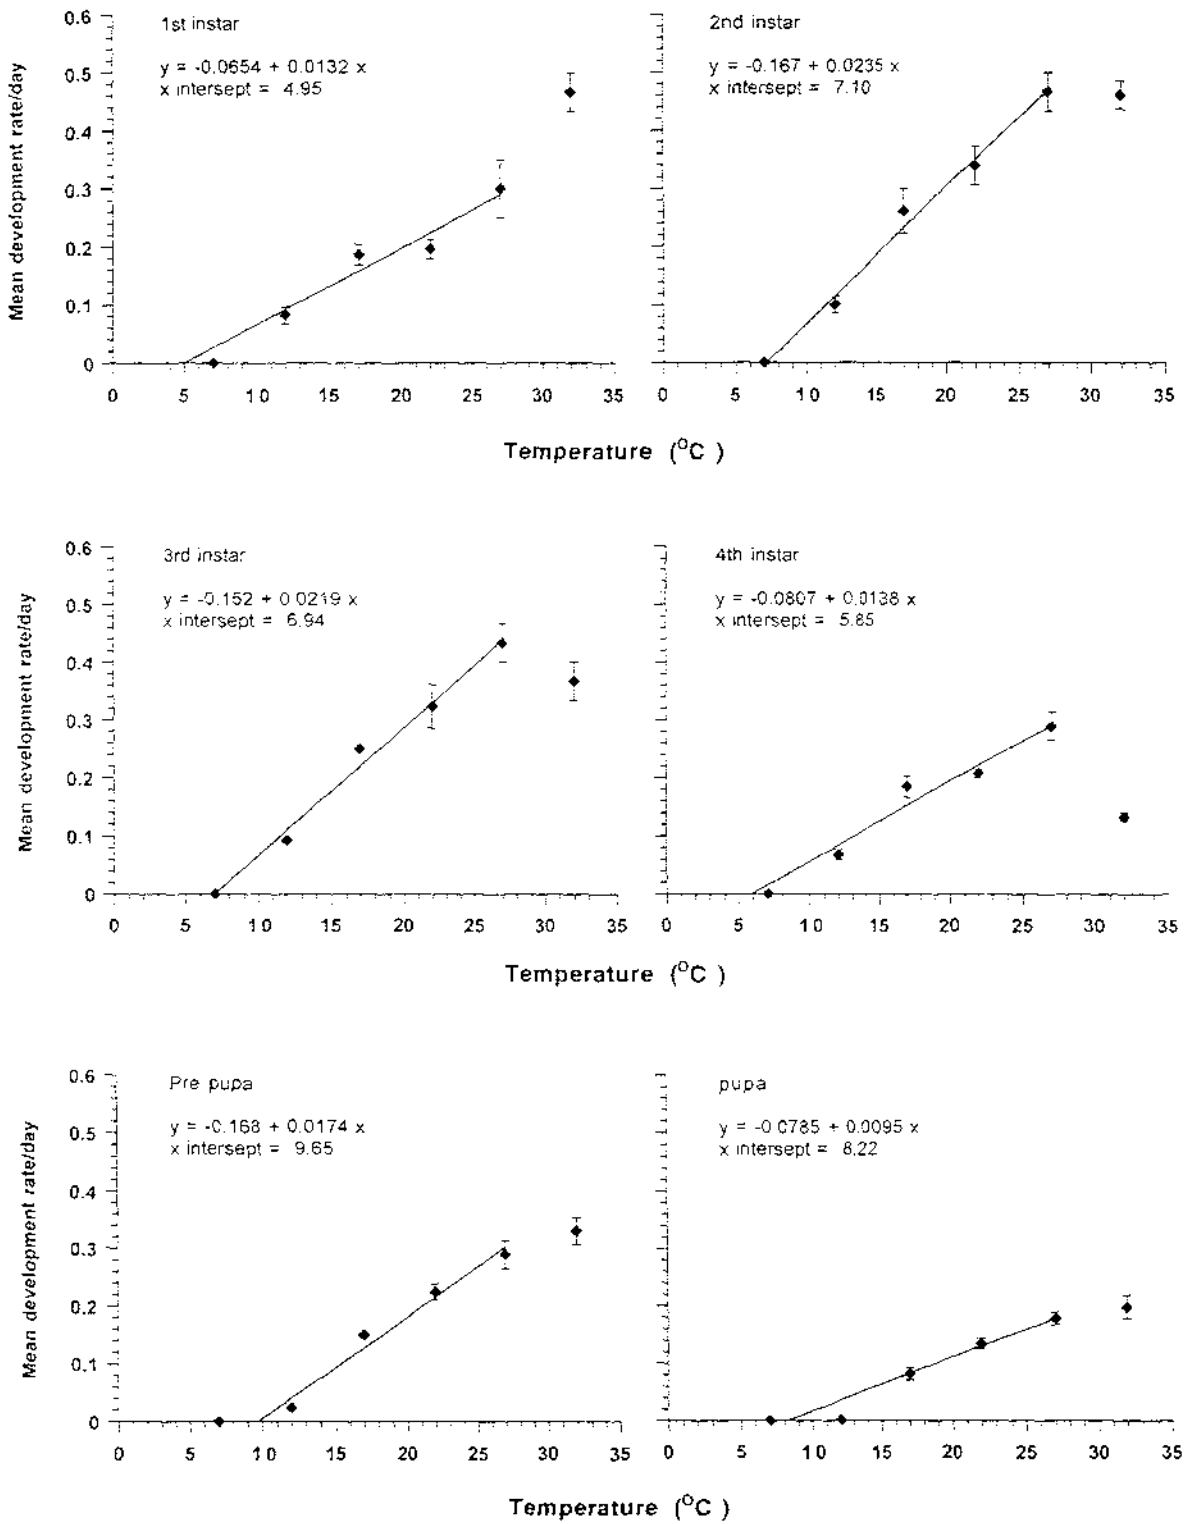 1st instar
y = -0.0654 + 0.0132 x
x intersept = 4.95
Mean development rate/day
0.6
0.5
0.4
0.3
0.2
0.1
0
0 5 10 15 20 25 30 35
2nd instar
y = -0.167 + 0.0235 x
x intersept = 7.10
0 5 10 15 20 25 30 35
Temperature (°C )
3rd instar
y = -0.152 + 0.0219 x
x intersept = 6.94
Mean development rate/day
0.6
0.5
0.4
0.3
0.2
0.1
0
0 5 10 15 20 25 30 35
4th instar
y = -0.0807 + 0.0138 x
x intersept = 5.85
0 5 10 15 20 25 30 35
Temperature (°C )
Pre pupa
y = -0.168 + 0.0174 x
x intersept = 9.65
Mean development rate/day
0.6
0.5
0.4
0.3
0.2
0.1
0
0 5 10 15 20 25 30 35
pupa
y = -0.0785 + 0.0095 x
x intersept = 8.22
0 5 10 15 20 25 30 35
Temperature (°C )